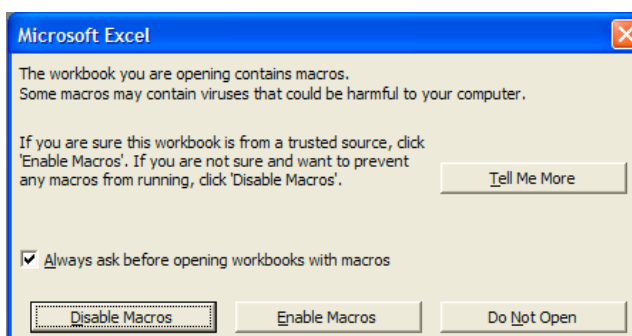 Microsoft Excel
The workbook you are opening contains macros.
Some macros may contain viruses that could be harmful to your computer.
If you are sure this workbook is from a trusted source, click
'Enable Macros'. If you are not sure and want to prevent
any macros from running, click 'Disable Macros'.
Tell Me More
Always ask before opening workbooks with macros
Disable Macros
Enable Macros
Do Not Open